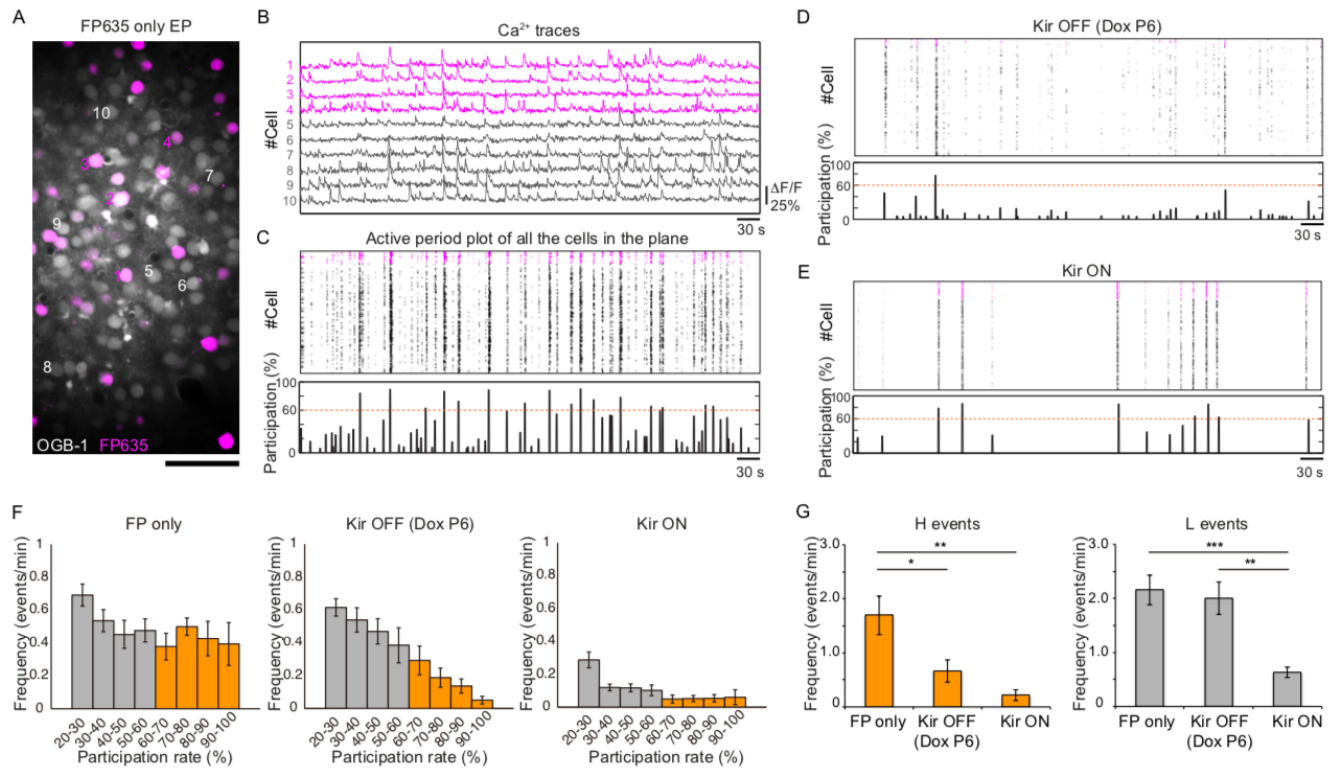 A
FP635 only EP
10
4
3
7
2
9
1
5
6
8
OGB-1 FP635
B
Ca2+ traces
#Cell
1
2
3
4
5
6
7
8
9
10
ΔF/F
25%
30 s
C
Active period plot of all the cells in the plane
#Cell
Participation (%)
100
60
0
30 s
D
Kir OFF (Dox P6)
#Cell
Participation (%)
100
60
0
30 s
E
Kir ON
#Cell
Participation (%)
100
60
0
30 s
F
FP only
Frequency (events/min)
1
0.8
0.6
0.4
0.2
0
20-30
30-40
40-50
50-60
60-70
70-80
80-90
90-100
Participation rate (%)
Kir OFF (Dox P6)
Frequency (events/min)
1
0.8
0.6
0.4
0.2
0
20-30
30-40
40-50
50-60
60-70
70-80
80-90
90-100
Participation rate (%)
Kir ON
Frequency (events/min)
1
0.8
0.6
0.4
0.2
0
20-30
30-40
40-50
50-60
60-70
70-80
80-90
90-100
Participation rate (%)
G
H events
Frequency (events/min)
3.0
2.0
1.0
0
**
*
FP only Kir OFF Kir ON
(Dox P6)
L events
Frequency (events/min)
3.0
2.0
1.0
0
***
**
FP only Kir OFF Kir ON
(Dox P6)